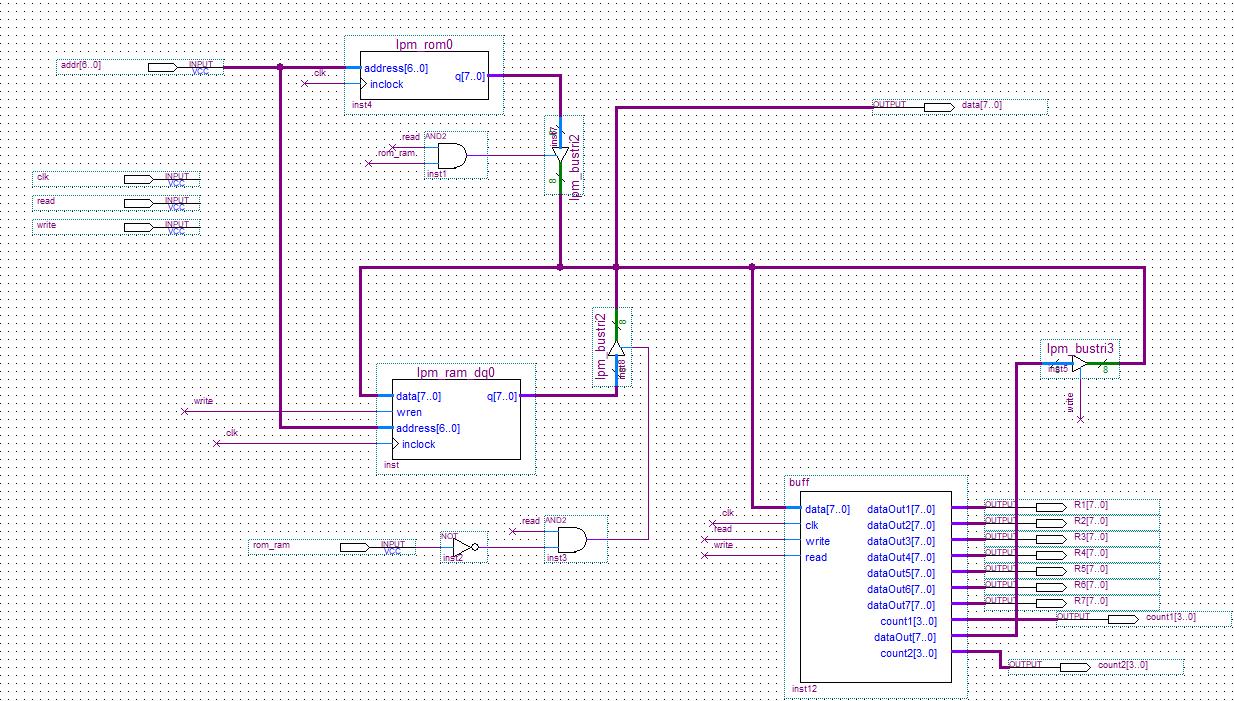 lpm_rom0
addr[6..0]
INPUT
VCC
address[6..0]
q[7..0]
clk
inclock
inst4
OUTPUT
data[7..0]
read
AND2
rom_ram
inst1
inst7
lpm_bustri2
8
clk
INPUT
VCC
read
INPUT
VCC
write
INPUT
VCC
lpm_bustri2
8
inst8
lpm_bustri3
inst5
8
write
lpm_ram_dq0
data[7..0]
q[7..0]
write
wren
address[6..0]
clk
inclock
inst
buff
data[7..0]
dataOut1[7..0]
OUTPUT
R1[7..0]
clk
clk
dataOut2[7..0]
OUTPUT
R2[7..0]
read
write
dataOut3[7..0]
OUTPUT
R3[7..0]
write
read
dataOut4[7..0]
OUTPUT
R4[7..0]
dataOut5[7..0]
OUTPUT
R5[7..0]
dataOut6[7..0]
OUTPUT
R6[7..0]
dataOut7[7..0]
OUTPUT
R7[7..0]
count1[3..0]
OUTPUT
count1[3..0]
dataOut[7..0]
count2[3..0]
OUTPUT
count2[3..0]
inst12
read
AND2
inst3
rom_ram
INPUT
VCC
NOT
inst2